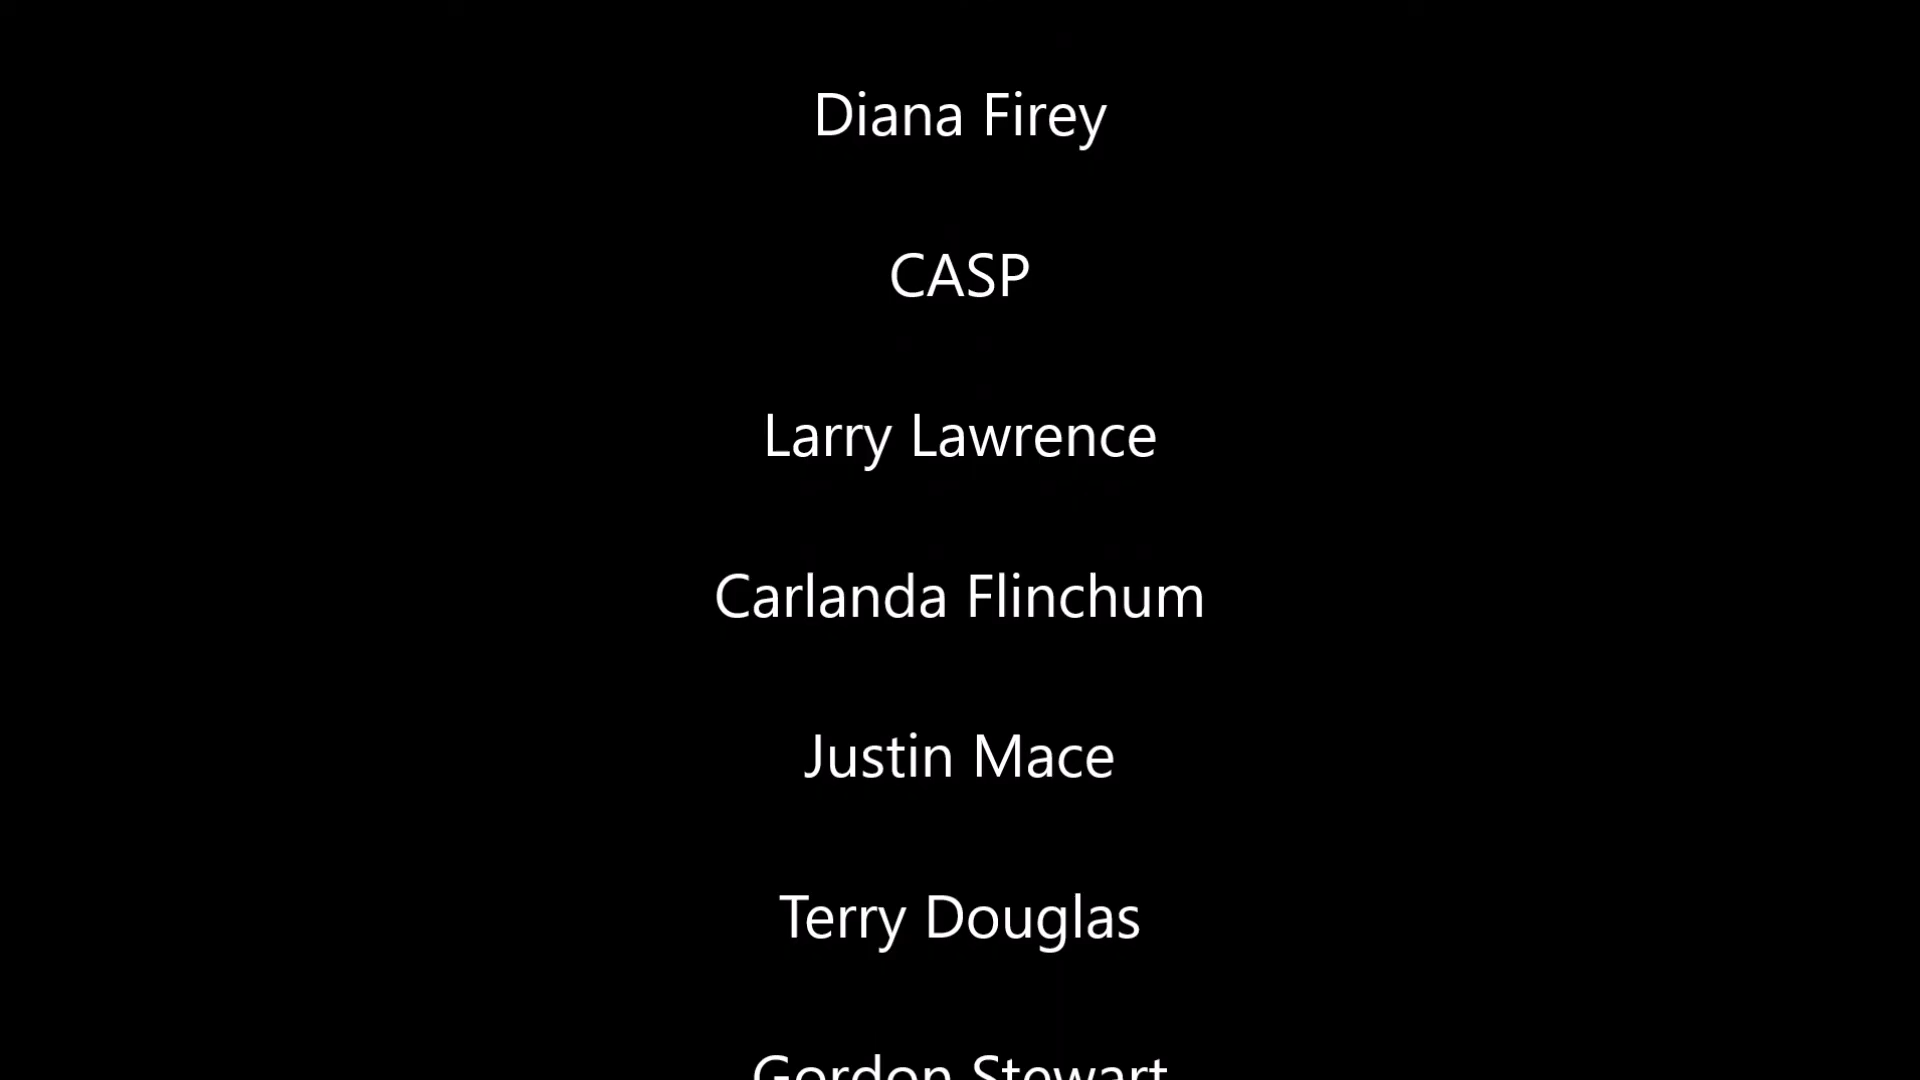 Diana Firey
CASP
Larry Lawrence
Carlanda Flinchum
Justin Mace
Terry Douglas
Gordon Stewart